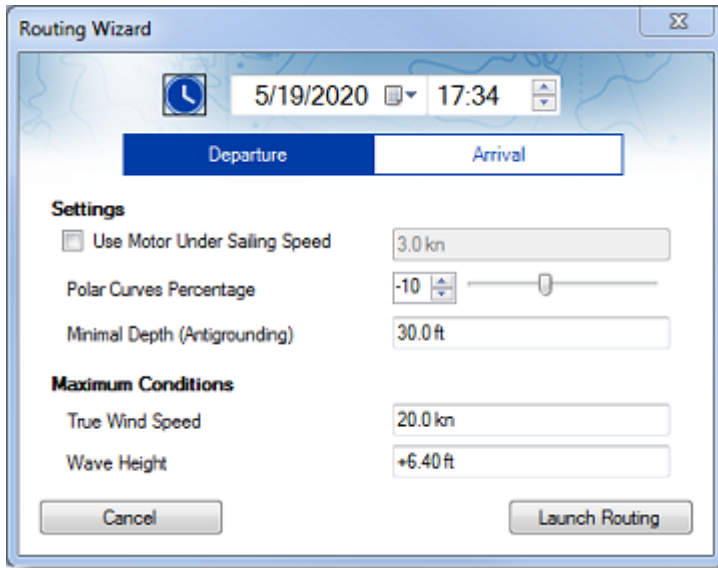 Routing Wizard
5/19/2020 17:34
Departure Arrival
Settings
Use Motor Under Sailing Speed 3.0 kn
Polar Curves Percentage -10
Minimal Depth (Antigrounding) 30.0 ft
Maximum Conditions
True Wind Speed 20.0 kn
Wave Height +6.40 ft
Cancel Launch Routing